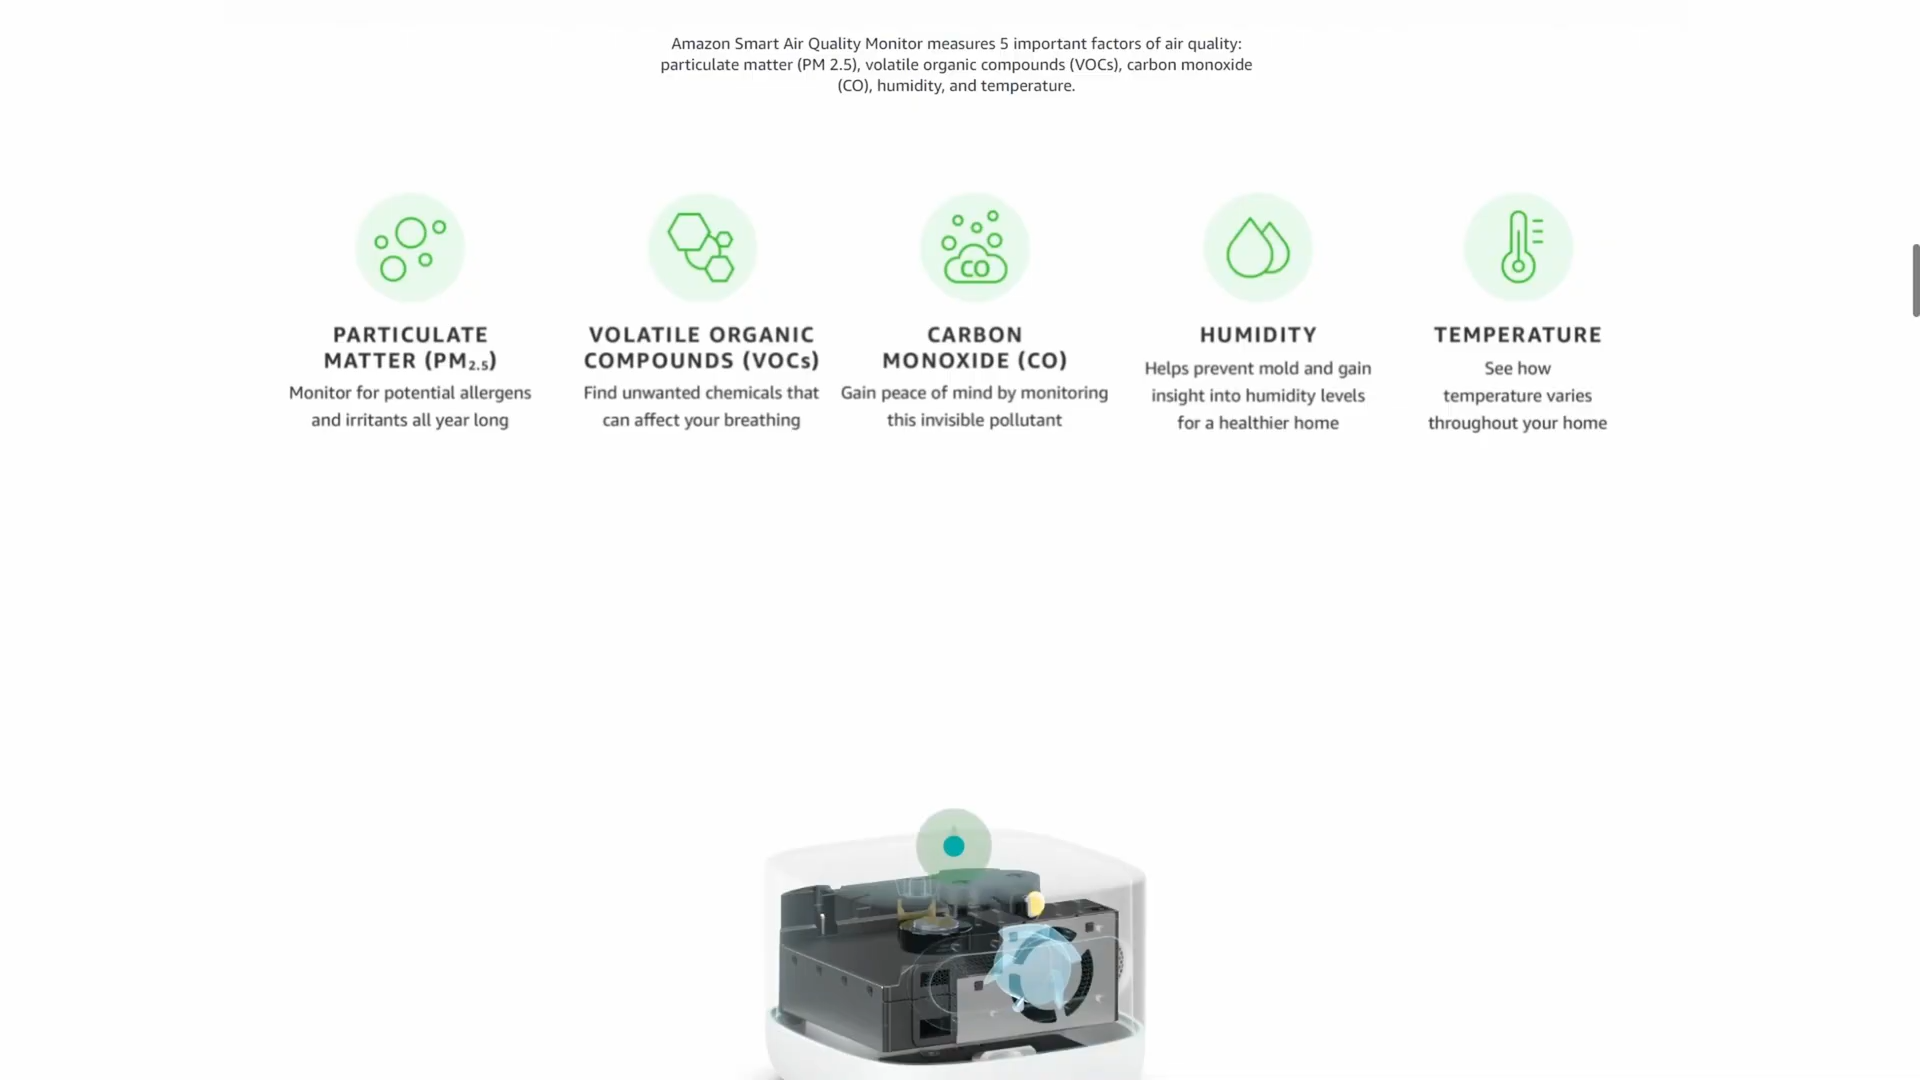 Amazon Smart Air Quality Monitor measures 5 important factors of air quality:
particulate matter (PM 2.5), volatile organic compounds (VOCs), carbon monoxide
(CO), humidity, and temperature.
CO
PARTICULATE
MATTER (PM₂.₅)
Monitor for potential allergens
and irritants all year long
VOLATILE ORGANIC
COMPOUNDS (VOCs)
Find unwanted chemicals that
can affect your breathing
CARBON
MONOXIDE (CO)
Gain peace of mind by monitoring
this invisible pollutant
HUMIDITY
Helps prevent mold and gain
insight into humidity levels
for a healthier home
TEMPERATURE
See how
temperature varies
throughout your home